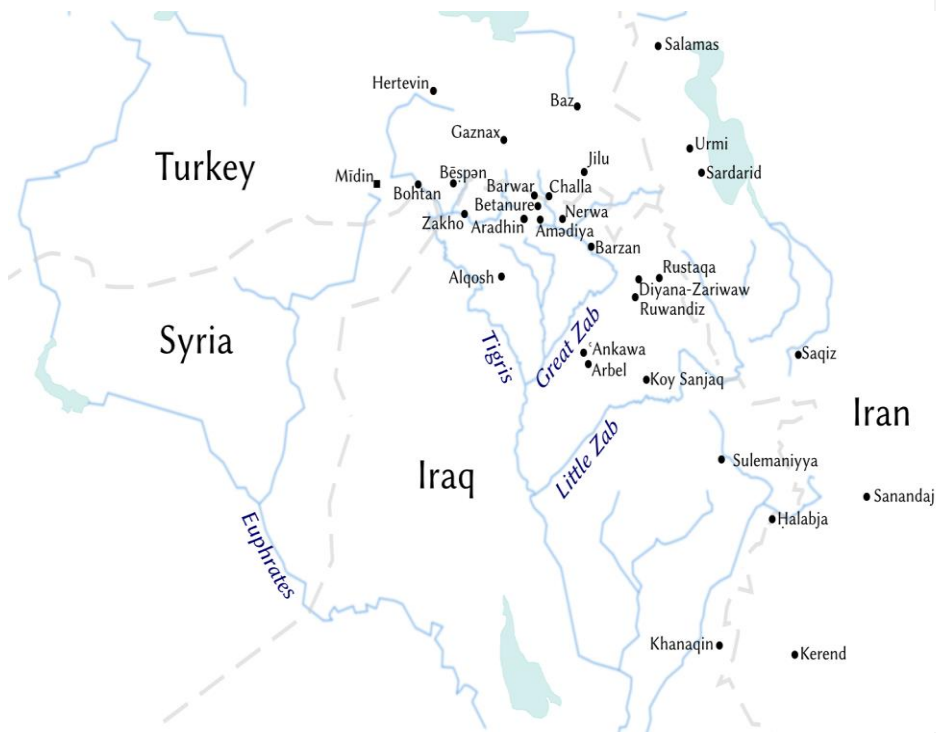 Salamas
Hertevin
Baz
Gaznax
Urmi
Turkey
Jilu
Sardarid
Mīdin
Bohtan
Bēṣpən
Barwar
Challa
Betanure
Nerwa
Zakho
Aradhin
Amədiya
Barzan
Alqosh
Rustaqa
Diyana-Zariwaw
Ruwandiz
Syria
Tigris
Great Zab
ʿAnkawa
Arbel
Saqiz
Koy Sanjaq
Iran
Little Zab
Iraq
Sulemaniyya
Sanandaj
Ḥalabja
Euphrates
Khanaqin
Kerend